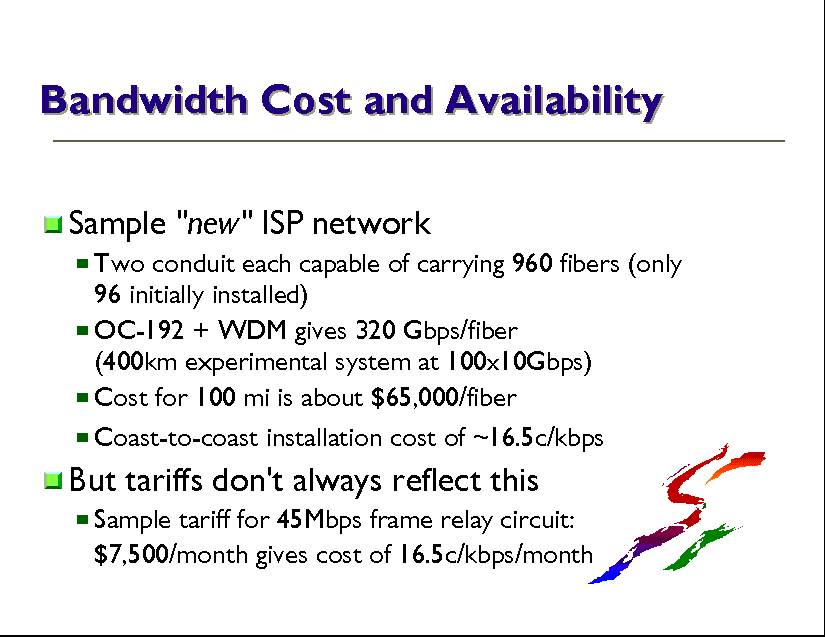 Bandwidth Cost and Availability
Sample "new" ISP network
Two conduit each capable of carrying 960 fibers (only
96 initially installed)
OC-192 + WDM gives 320 Gbps/fiber
(400km experimental system at 100x10Gbps)
Cost for 100 mi is about $65,000/fiber
Coast-to-coast installation cost of ~16.5c/kbps
But tariffs don't always reflect this
Sample tariff for 45Mbps frame relay circuit:
$7,500/month gives cost of 16.5c/kbps/month